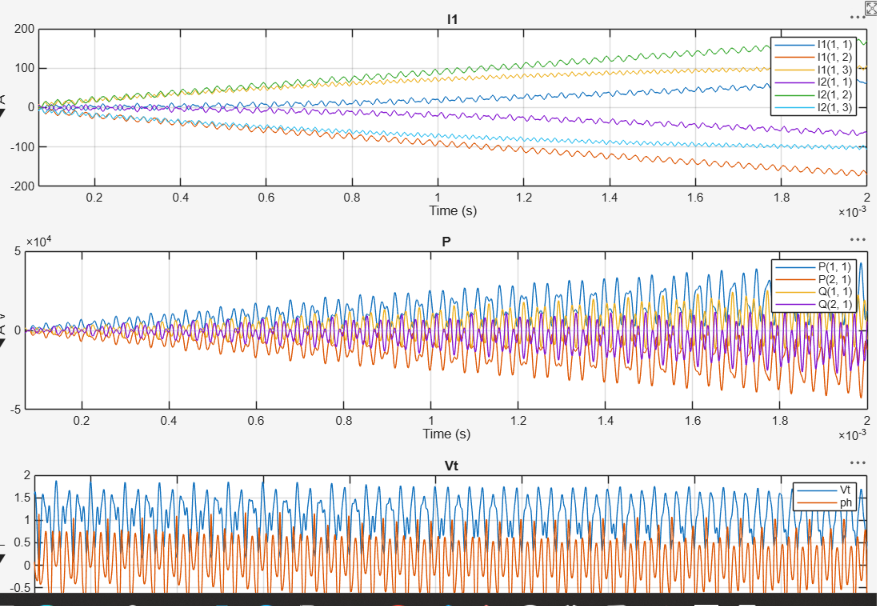 I1
200
100
0
-100
-200
A
I1(1, 1)
I1(1, 2)
I1(1, 3)
I2(1, 1)
I2(1, 2)
I2(1, 3)
0.2 0.4 0.6 0.8 1 1.2 1.4 1.6 1.8 2
Time (s) ×10⁻³
×10⁴ P
5
0
-5
A V
P(1, 1)
P(2, 1)
Q(1, 1)
Q(2, 1)
0.2 0.4 0.6 0.8 1 1.2 1.4 1.6 1.8 2
Time (s) ×10⁻³
Vt
2
1.5
1
0.5
0
-0.5
Vt
ph